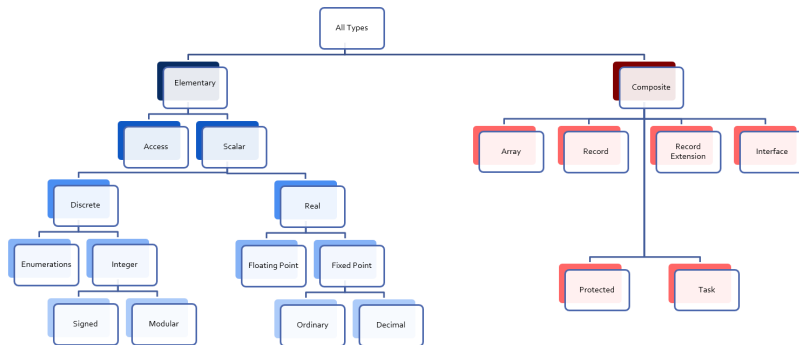 All Types
Elementary
Composite
Access
Scalar
Array
Record
Record
Extension
Interface
Discrete
Real
Enumerations
Integer
Floating Point
Fixed Point
Protected
Task
Signed
Modular
Ordinary
Decimal